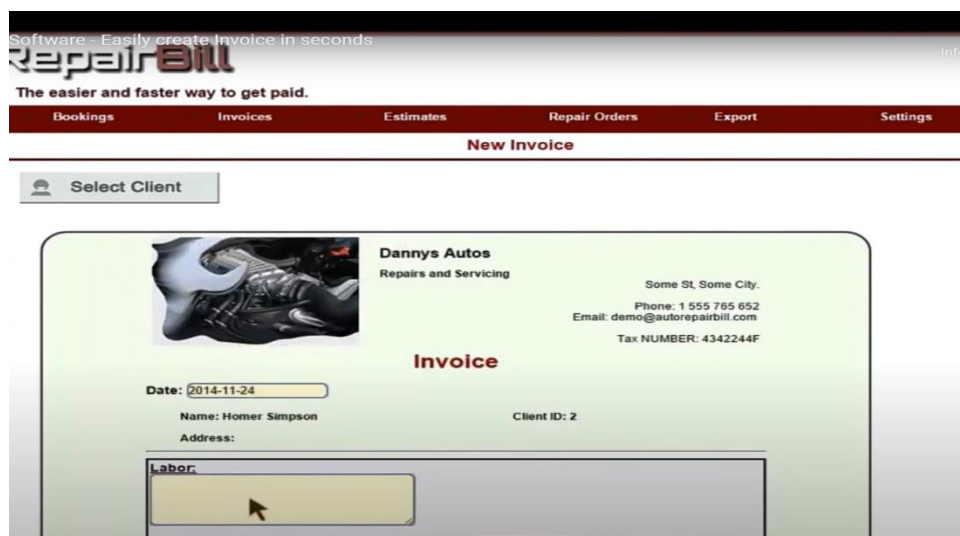 Software - Easily create Invoice in seconds
RepairBill
The easier and faster way to get paid.
Bookings Invoices Estimates Repair Orders Export Settings
New Invoice
Select Client
Dannys Autos
Repairs and Servicing
Some St, Some City.
Phone: 1 555 765 652
Email: demo@autorepairbill.com
Tax NUMBER: 4342244F
Invoice
Date: 2014-11-24
Name: Homer Simpson Client ID: 2
Address:
Labor: